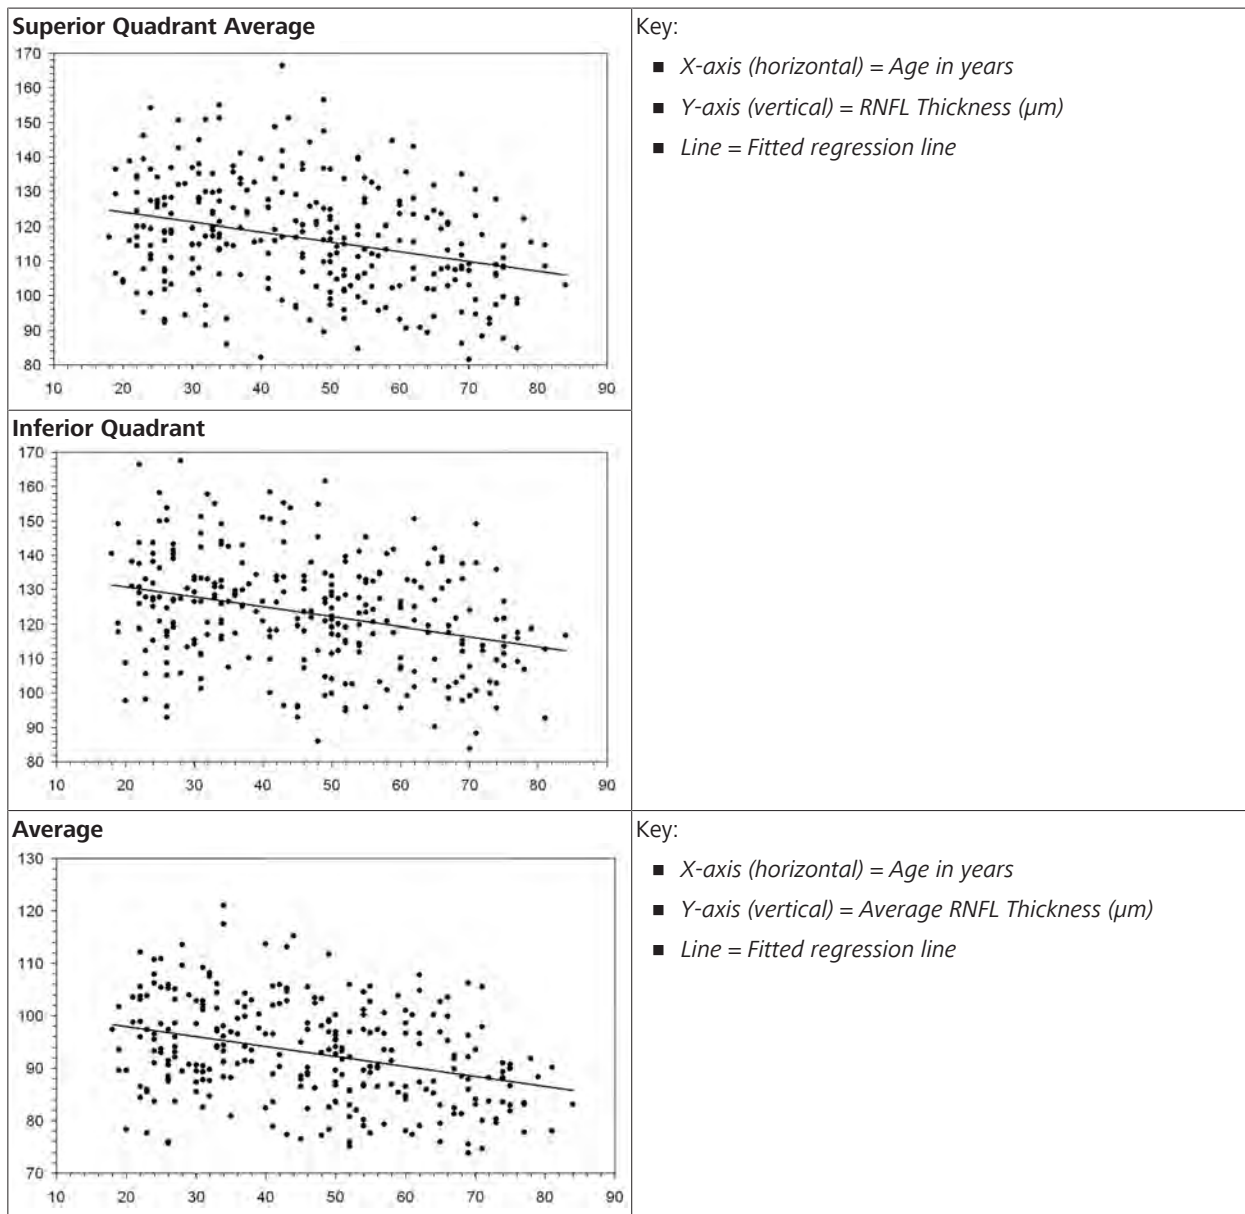 Superior Quadrant Average
170
160
150
140
130
120
110
100
90
80
10 20 30 40 50 60 70 80 90
Key:
■ X-axis (horizontal) = Age in years
■ Y-axis (vertical) = RNFL Thickness (µm)
■ Line = Fitted regression line
Inferior Quadrant
170
160
150
140
130
120
110
100
90
80
10 20 30 40 50 60 70 80 90
Average
130
120
110
100
90
80
70
10 20 30 40 50 60 70 80 90
Key:
■ X-axis (horizontal) = Age in years
■ Y-axis (vertical) = Average RNFL Thickness (µm)
■ Line = Fitted regression line